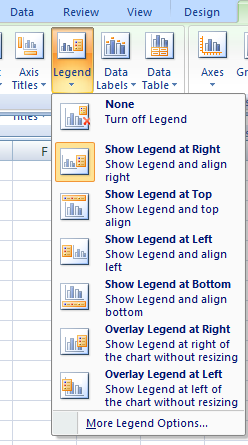 Data Review View Design
Axis Titles Legend Data Labels Data Table Axes
F
None
Turn off Legend
Show Legend at Right
Show Legend and align
right
Show Legend at Top
Show Legend and top
align
Show Legend at Left
Show Legend and align
left
Show Legend at Bottom
Show Legend and align
bottom
Overlay Legend at Right
Show Legend at right of
the chart without resizing
Overlay Legend at Left
Show Legend at left of
the chart without resizing
More Legend Options...